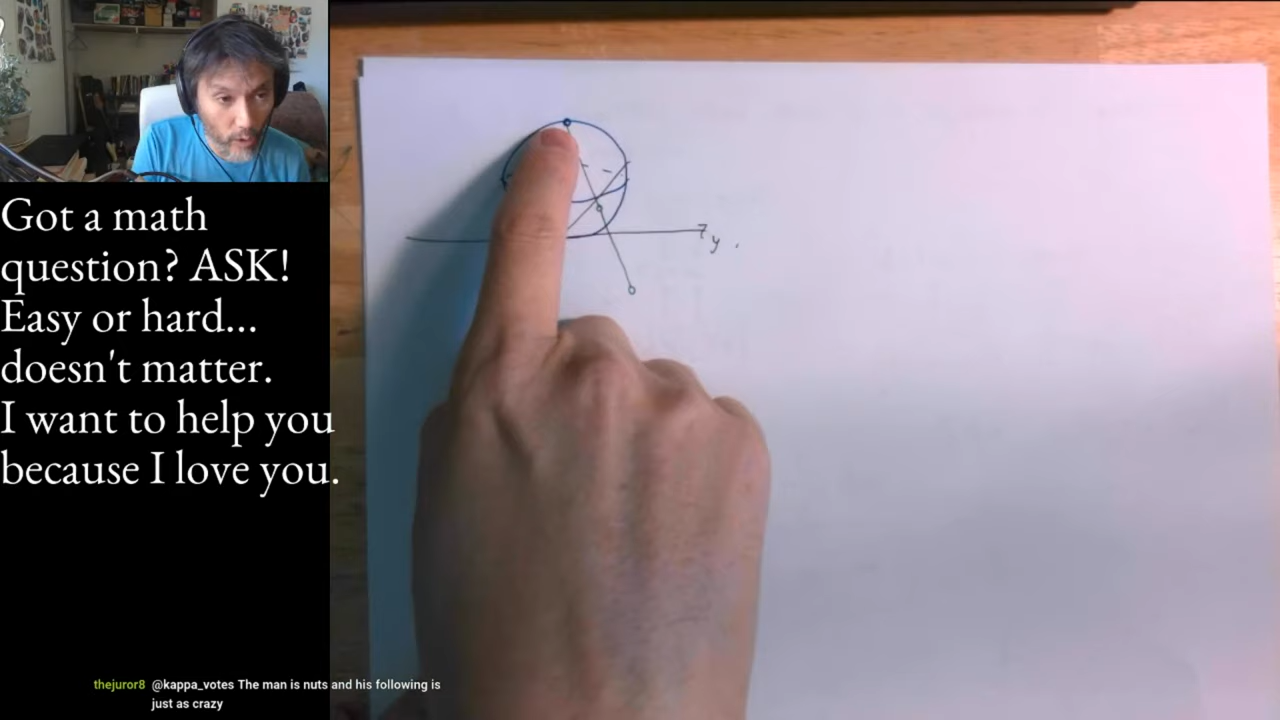 Got a math
question? ASK!
Easy or hard...
doesn't matter.
I want to help you
because I love you.
y
thejuror8 @kappa_votes The man is nuts and his following is
just as crazy